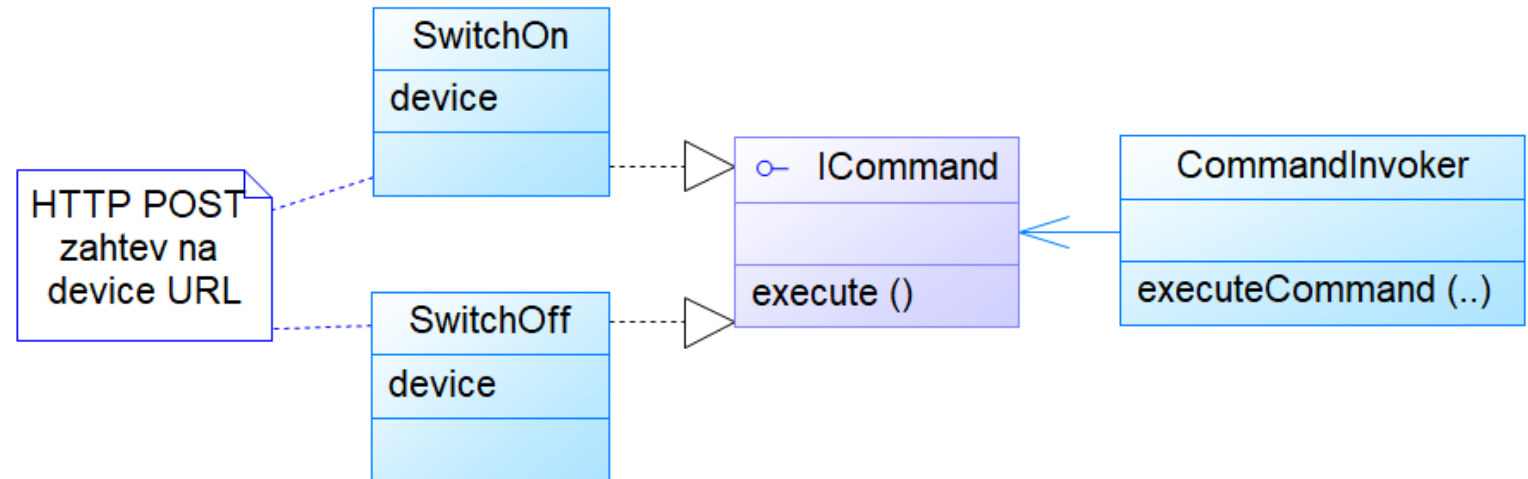 SwitchOn
device
HTTP POST
zahtev na
device URL
SwitchOff
device
ICommand
execute ()
CommandInvoker
executeCommand (..)